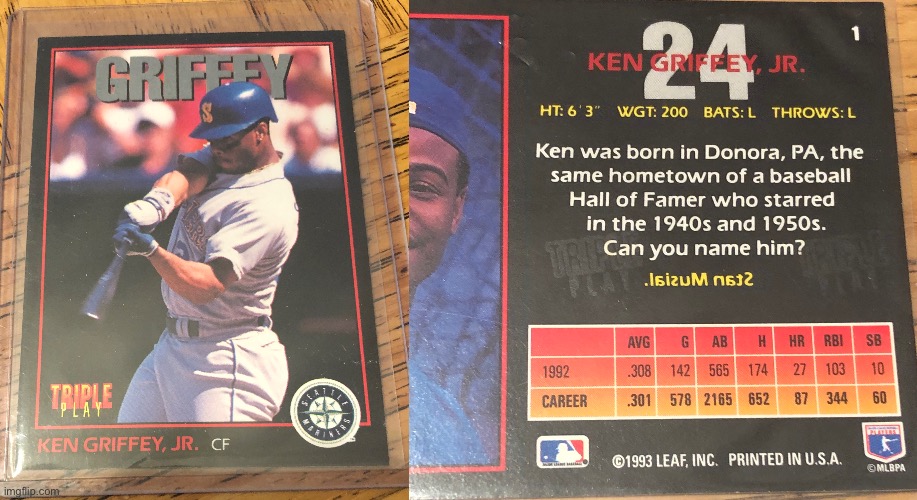 GRIFFEY
TRIPLE
PLAY
SEATTLE
MARINERS
KEN GRIFFEY, JR. CF
imgflip.com
1
24
KEN GRIFFEY, JR.
HT: 6'3" WGT: 200 BATS: L THROWS: L
Ken was born in Donora, PA, the
same hometown of a baseball
Hall of Famer who starred
in the 1940s and 1950s.
Can you name him?
Stan Musial.
TRIPLE TRIPLE
PLAY PLAY
AVG G AB H HR RBI SB
1992 .308 142 565 174 27 103 10
CAREER .301 578 2165 652 87 344 60
©1993 LEAF, INC. PRINTED IN U.S.A.
©MLBPA